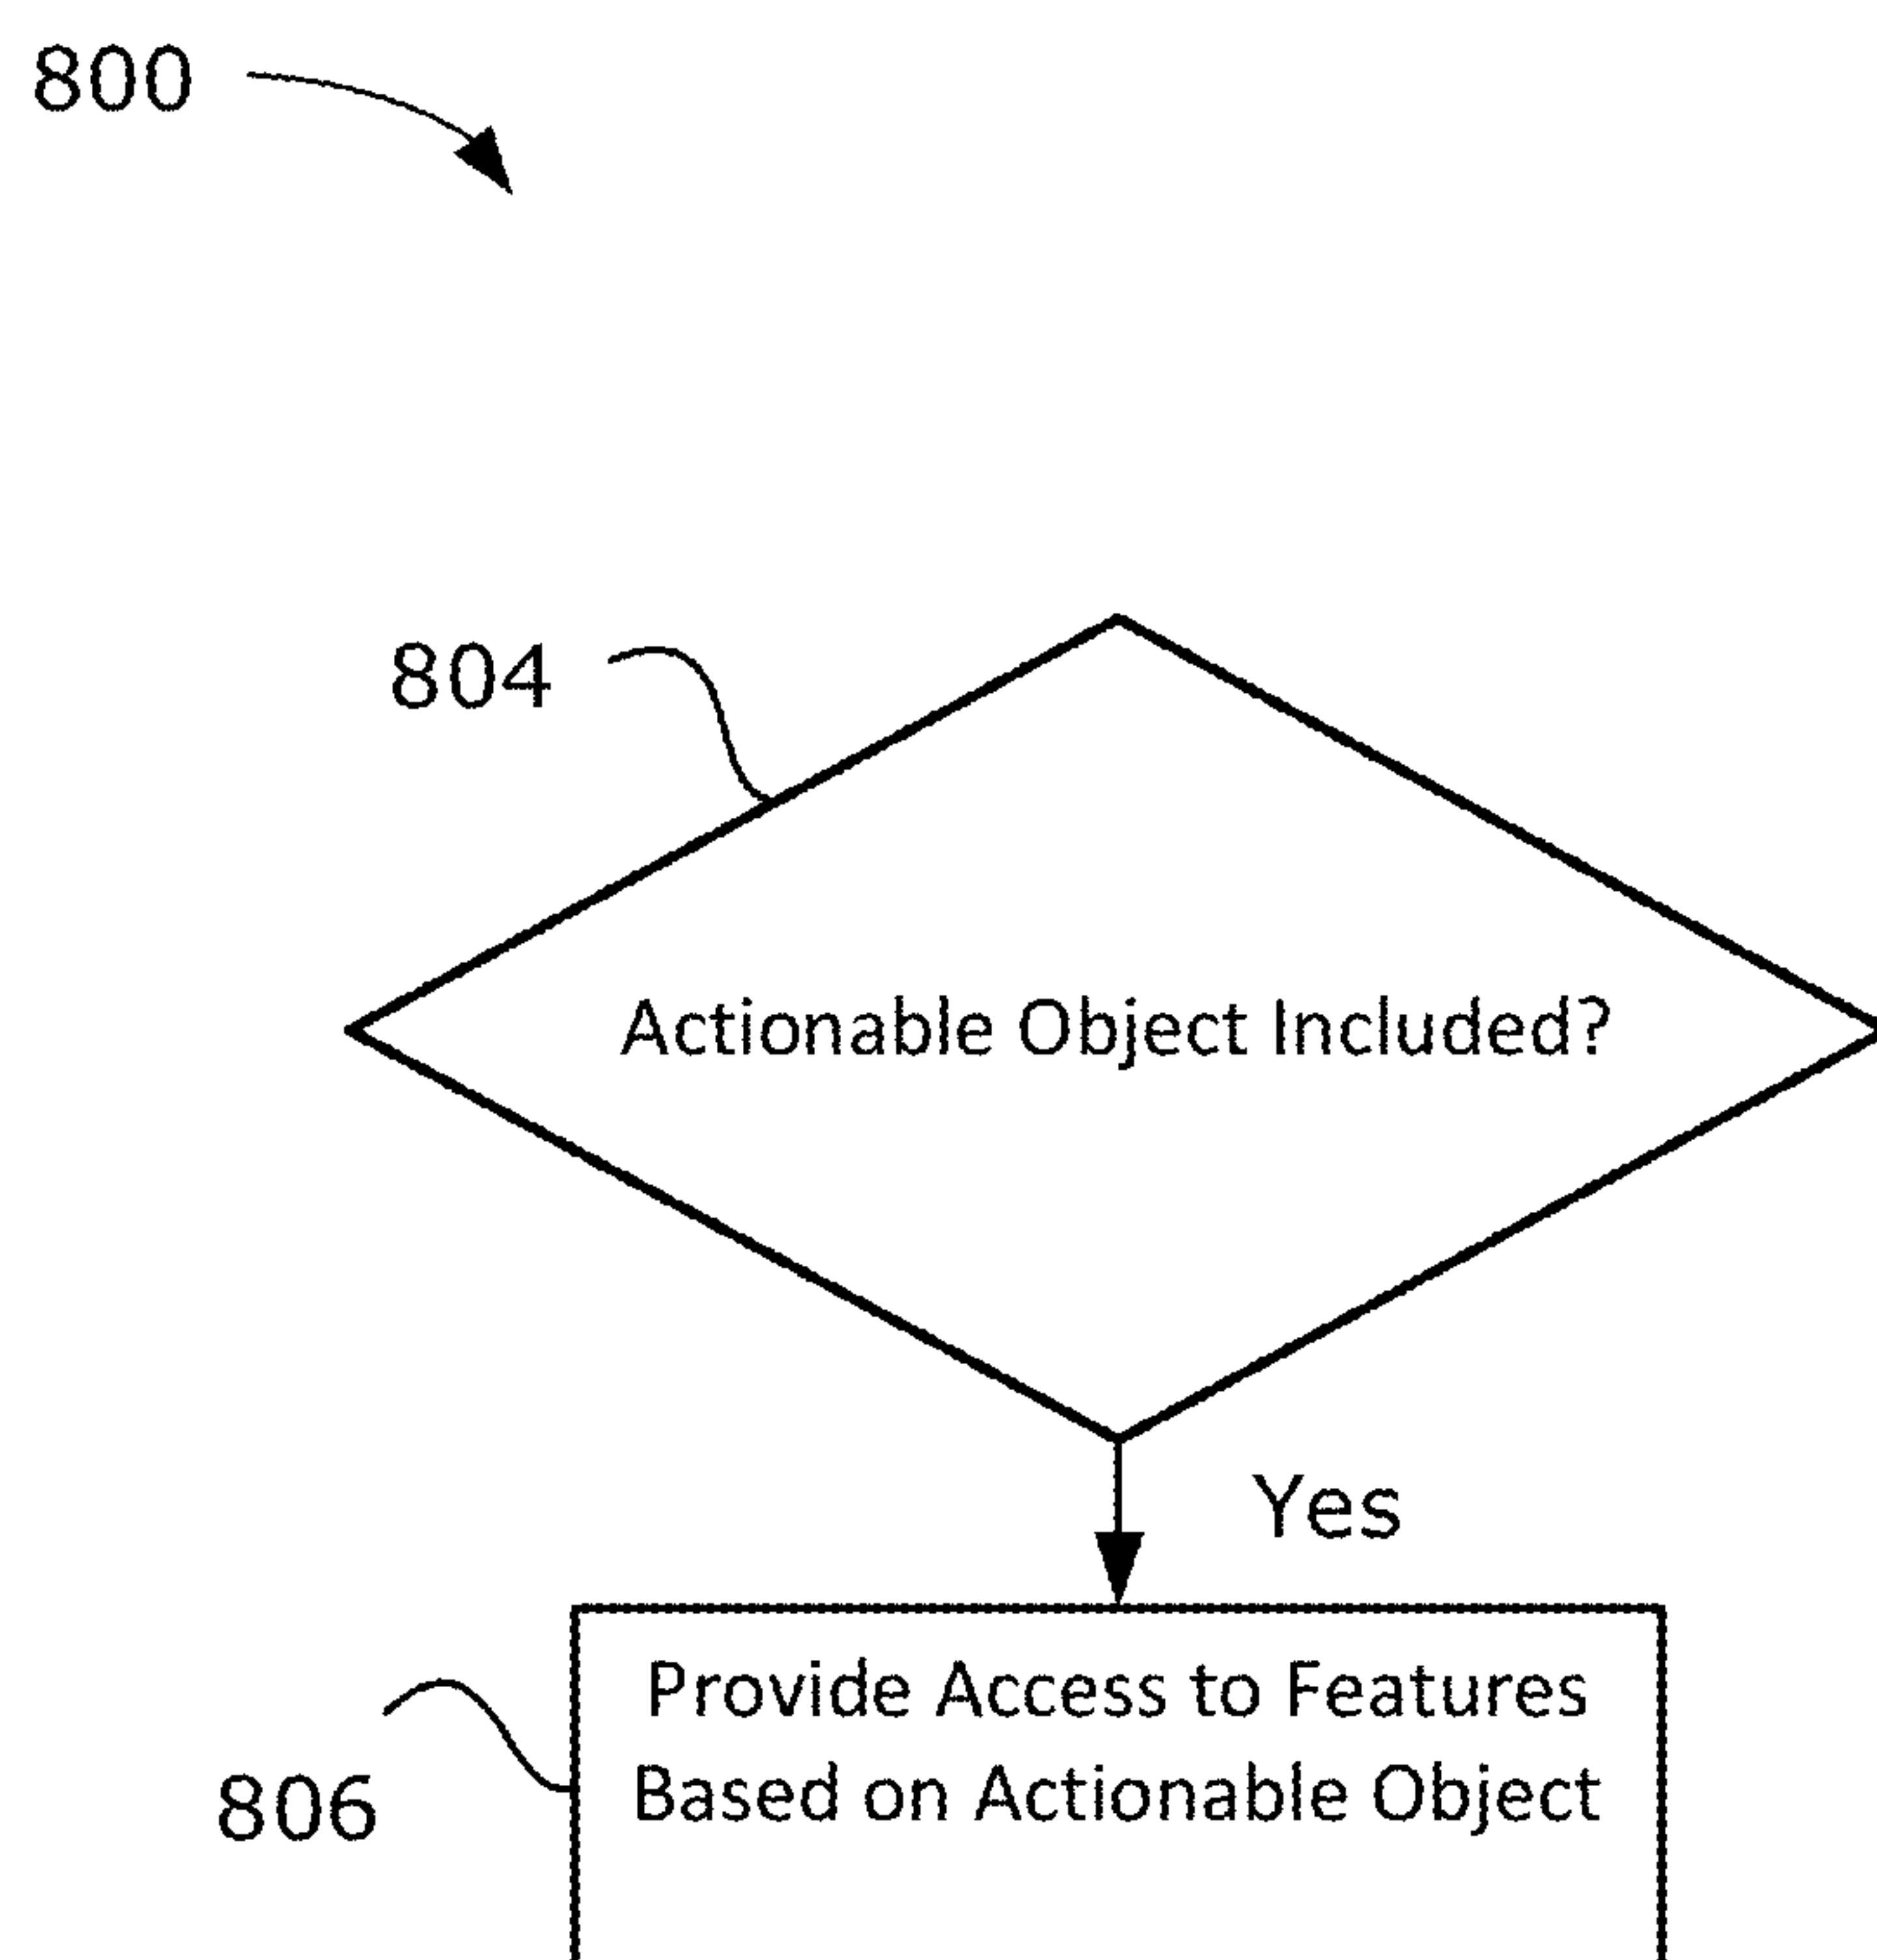 800
804
Actionable Object Included?
Yes
Provide Access to Features
Based on Actionable Object
806